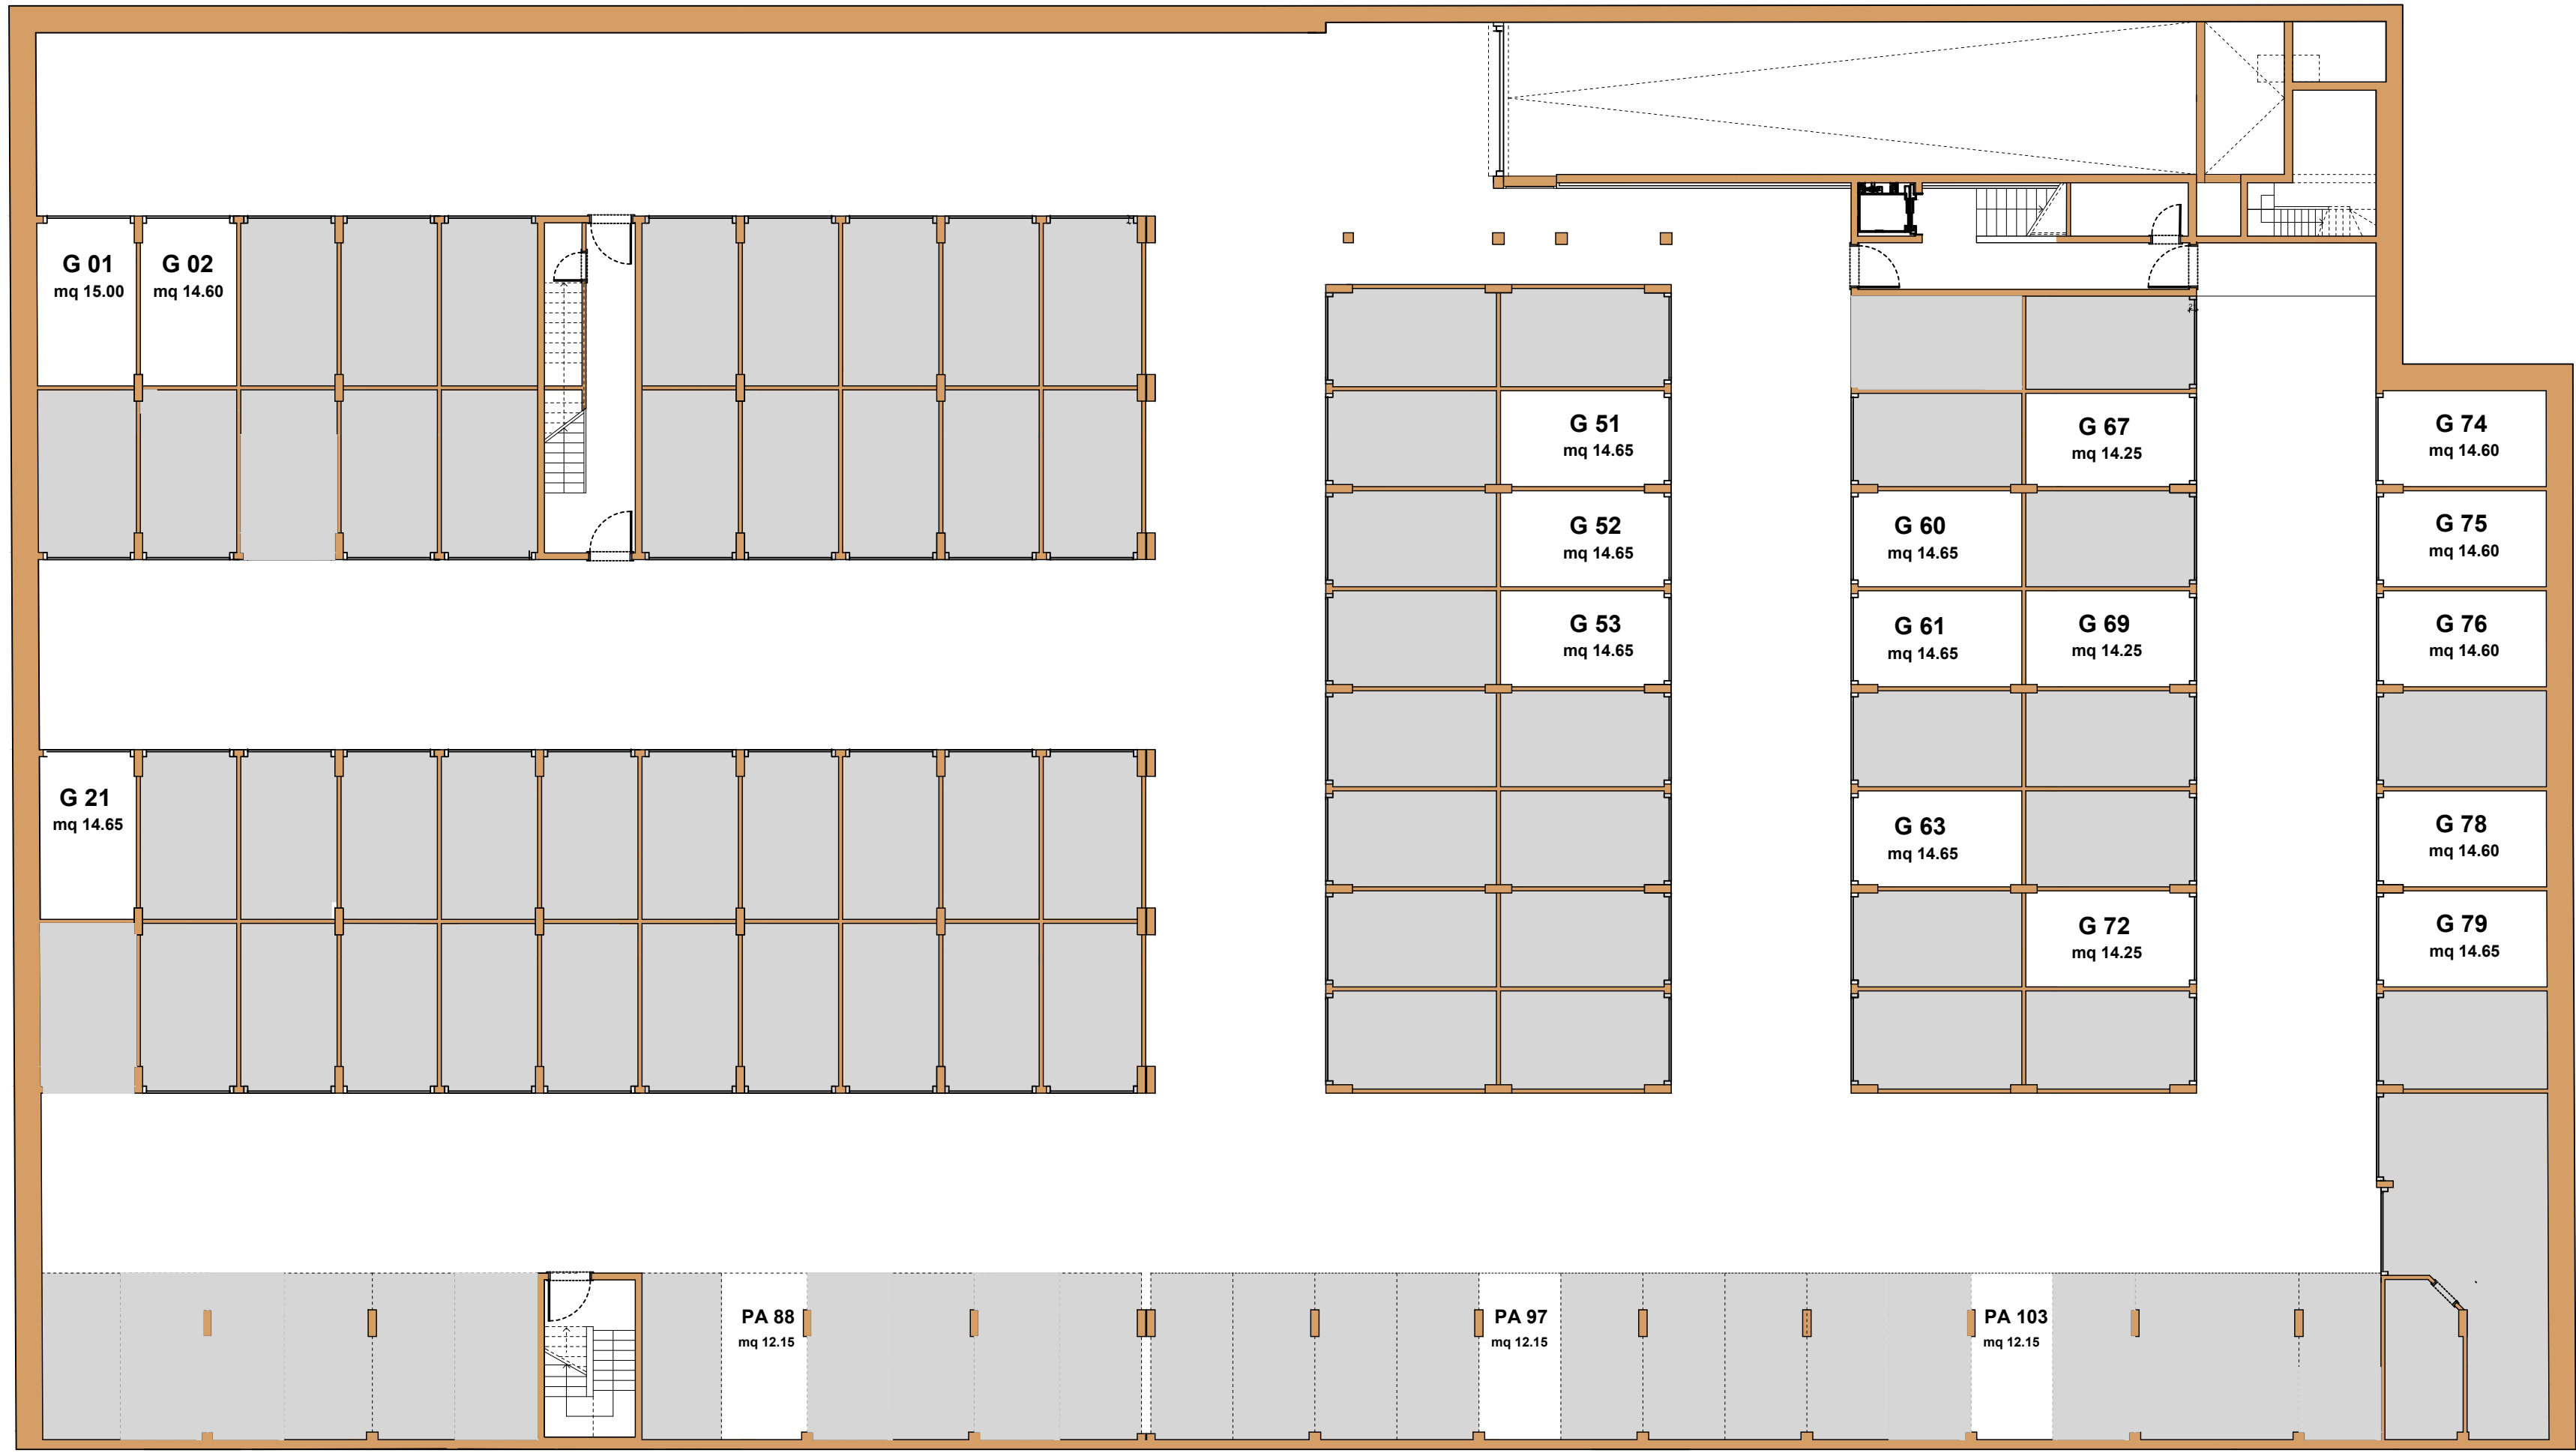 G 01
mq 15.00
G 02
mq 14.60
G 51
mq 14.65
G 67
mq 14.25
G 74
mq 14.60
G 52
mq 14.65
G 60
mq 14.65
G 75
mq 14.60
G 53
mq 14.65
G 61
mq 14.65
G 69
mq 14.25
G 76
mq 14.60
G 21
mq 14.65
G 63
mq 14.65
G 78
mq 14.60
G 72
mq 14.25
G 79
mq 14.65
PA 88
mq 12.15
PA 97
mq 12.15
PA 103
mq 12.15